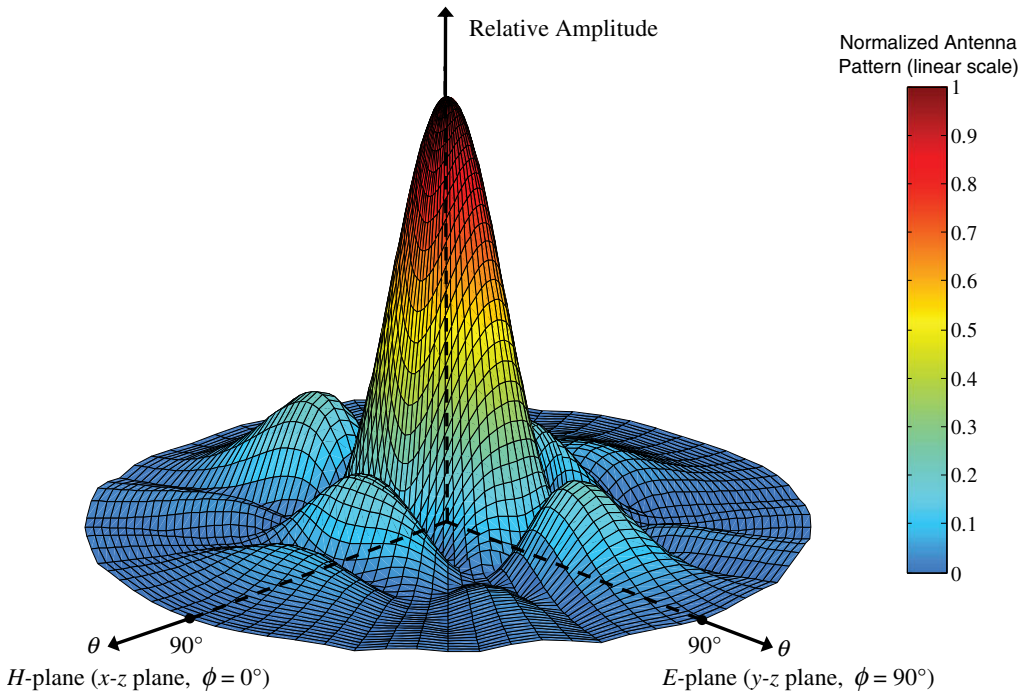 Relative Amplitude
Normalized Antenna
Pattern (linear scale)
1
0.9
0.8
0.7
0.6
0.5
0.4
0.3
0.2
0.1
0
θ
90°
H-plane (x-z plane, ϕ = 0°)
90°
θ
E-plane (y-z plane, ϕ = 90°)